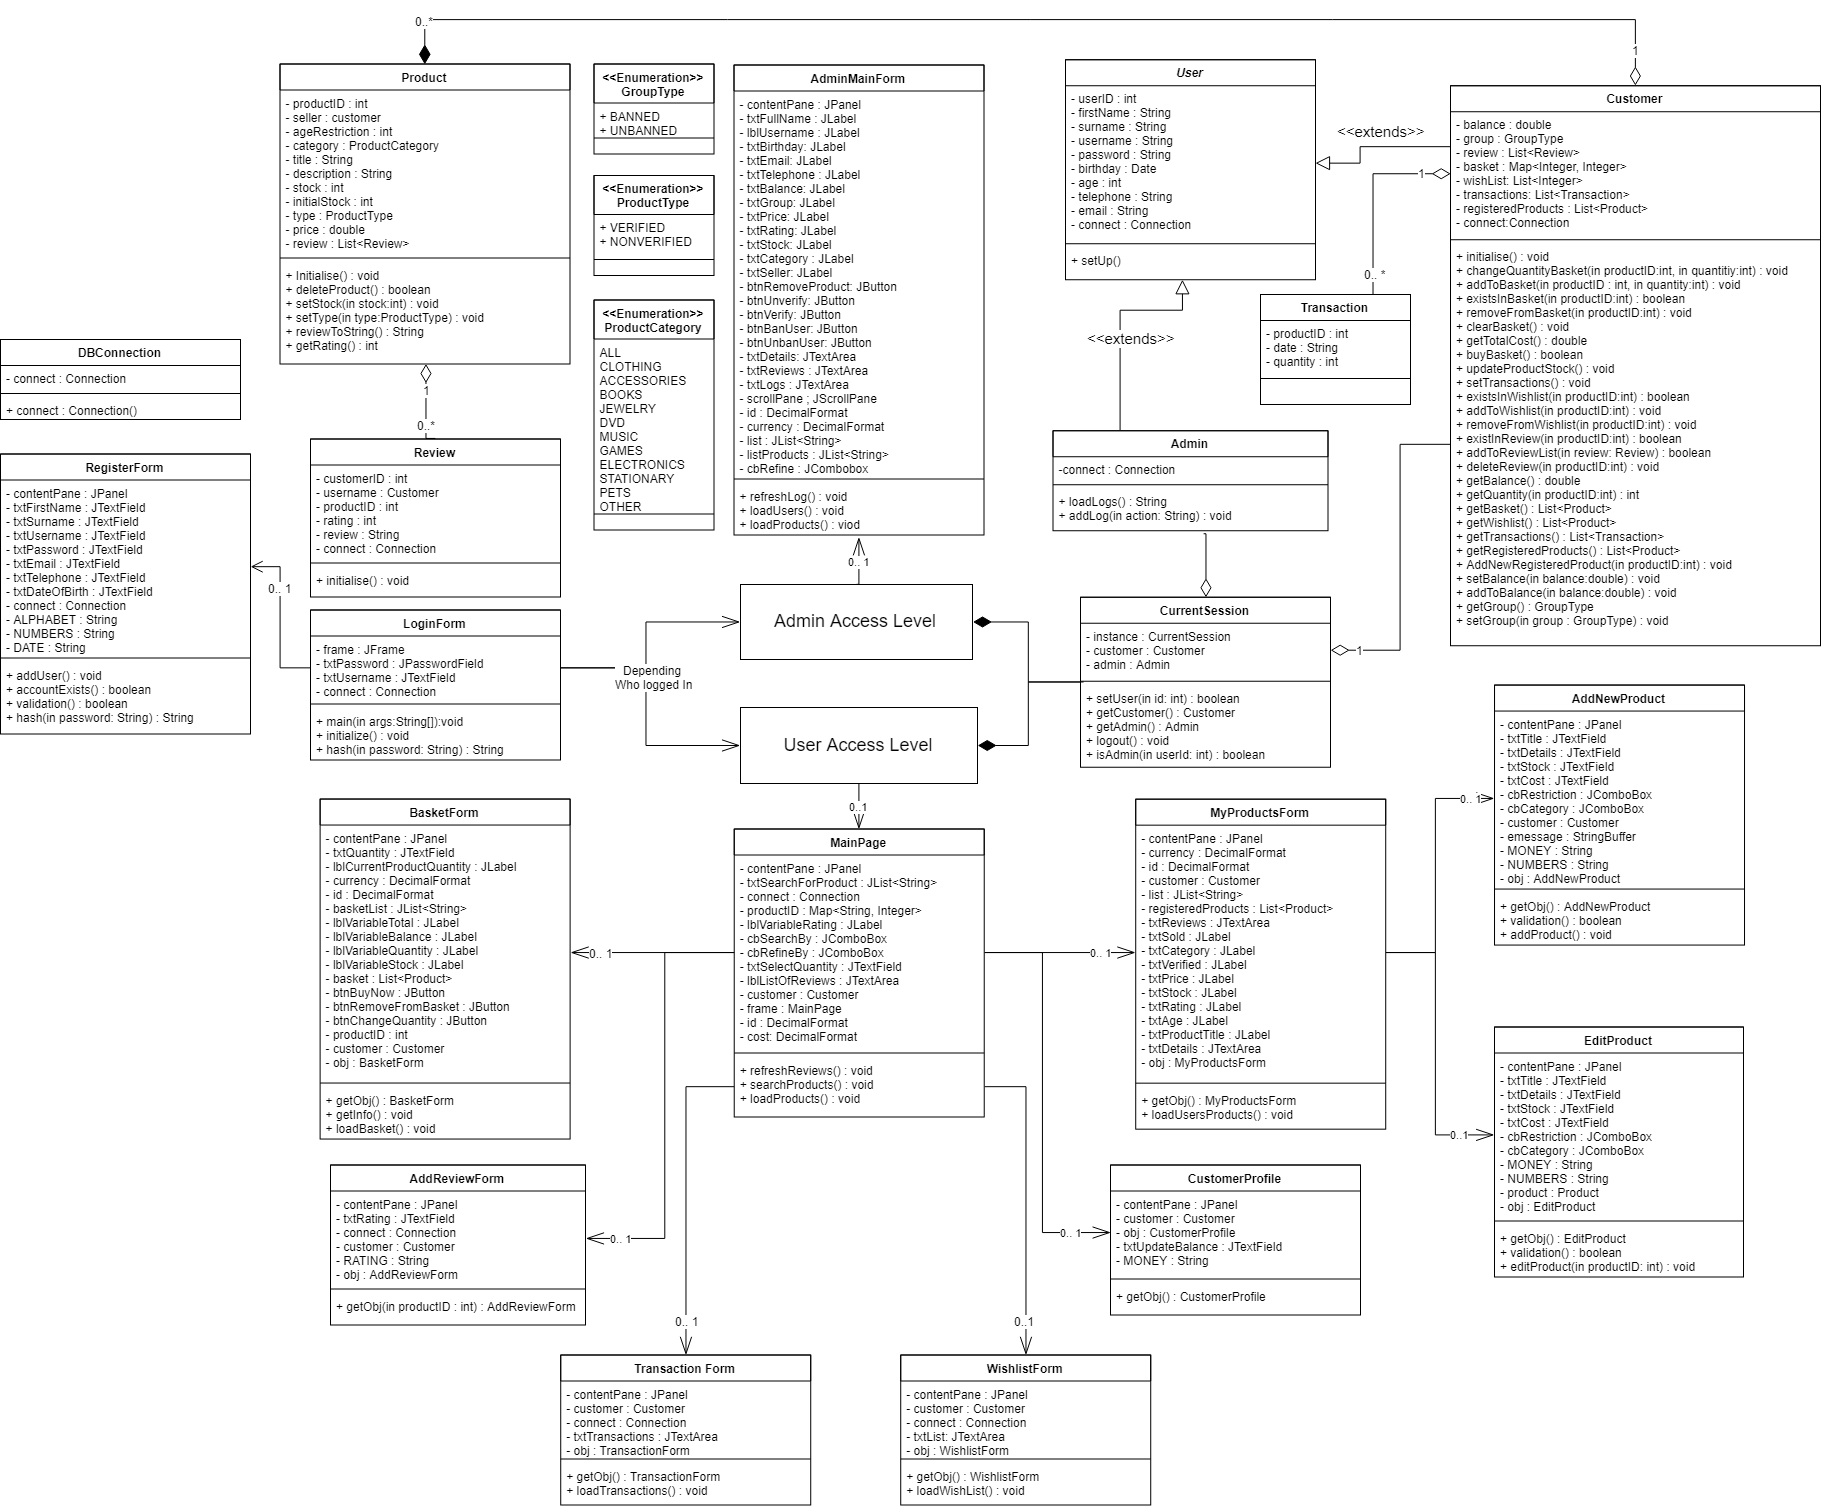 0..*
1
Product
- productID : int
- seller : customer
- ageRestriction : int
- category : ProductCategory
- title : String
- description : String
- stock : int
- initialStock : int
- type : ProductType
- price : double
- review : List<Review>
+ Initialise() : void
+ deleteProduct() : boolean
+ setStock(in stock:int) : void
+ setType(in type:ProductType) : void
+ reviewToString() : String
+ getRating() : int
1
0..*
<<Enumeration>>
GroupType
+ BANNED
+ UNBANNED
<<Enumeration>>
ProductType
+ VERIFIED
+ NONVERIFIED
<<Enumeration>>
ProductCategory
ALL
CLOTHING
ACCESSORIES
BOOKS
JEWELRY
DVD
MUSIC
GAMES
ELECTRONICS
STATIONARY
PETS
OTHER
AdminMainForm
- contentPane : JPanel
- txtFullName : JLabel
- lblUsername : JLabel
- txtBirthday: JLabel
- txtEmail: JLabel
- txtTelephone : JLabel
- txtBalance: JLabel
- txtGroup: JLabel
- txtPrice: JLabel
- txtRating: JLabel
- txtStock: JLabel
- txtCategory : JLabel
- txtSeller: JLabel
- btnRemoveProduct: JButton
- btnUnverify: JButton
- btnVerify: JButton
- btnBanUser: JButton
- btnUnbanUser: JButton
- txtDetails: JTextArea
- txtReviews : JTextArea
- txtLogs : JTextArea
- scrollPane ; JScrollPane
- id : DecimalFormat
- currency : DecimalFormat
- list : JList<String>
- listProducts : JList<String>
- cbRefine : JCombobox
+ refreshLog() : void
+ loadUsers() : void
+ loadProducts() : viod
0.. 1
User
- userID : int
- firstName : String
- surname : String
- username : String
- password : String
- birthday : Date
- age : int
- telephone : String
- email : String
- connect : Connection
+ setUp()
<<extends>>
<<extends>>
1
0.. *
Transaction
- productID : int
- date : String
- quantity : int
Customer
- balance : double
- group : GroupType
- review : List<Review>
- basket : Map<Integer, Integer>
- wishList: List<Integer>
- transactions: List<Transaction>
- registeredProducts : List<Product>
- connect:Connection
+ initialise() : void
+ changeQuantityBasket(in productID:int, in quantitiy:int) : void
+ addToBasket(in productID : int, in quantity:int) : void
+ existsInBasket(in productID:int) : boolean
+ removeFromBasket(in productID:int) : void
+ clearBasket() : void
+ getTotalCost() : double
+ buyBasket() : boolean
+ updateProductStock() : void
+ setTransactions() : void
+ existsInWishlist(in productID:int) : boolean
+ addToWishlist(in productID:int) : void
+ removeFromWishlist(in productID:int) : void
+ existInReview(in productID:int) : boolean
+ addToReviewList(in review: Review) : boolean
+ deleteReview(in productID:int) : void
+ getBalance() : double
+ getQuantity(in productID:int) : int
+ getBasket() : List<Product>
+ getWishlist() : List<Product>
+ getTransactions() : List<Transaction>
+ getRegisteredProducts() : List<Product>
+ AddNewRegisteredProduct(in productID:int) : void
+ setBalance(in balance:double) : void
+ addToBalance(in balance:double) : void
+ getGroup() : GroupType
+ setGroup(in group : GroupType) : void
DBConnection
- connect : Connection
+ connect : Connection()
Review
- customerID : int
- username : Customer
- productID : int
- rating : int
- review : String
- connect : Connection
+ initialise() : void
Admin
-connect : Connection
+ loadLogs() : String
+ addLog(in action: String) : void
RegisterForm
- contentPane : JPanel
- txtFirstName : JTextField
- txtSurname : JTextField
- txtUsername : JTextField
- txtPassword : JTextField
- txtEmail : JTextField
- txtTelephone : JTextField
- txtDateOfBirth : JTextField
- connect : Connection
- ALPHABET : String
- NUMBERS : String
- DATE : String
+ addUser() : void
+ accountExists() : boolean
+ validation() : boolean
+ hash(in password: String) : String
0.. 1
LoginForm
- frame : JFrame
- txtPassword : JPasswordField
- txtUsername : JTextField
- connect : Connection
+ main(in args:String[]):void
+ initialize() : void
+ hash(in password: String) : String
Depending
Who logged In
Admin Access Level
User Access Level
0..1
CurrentSession
- instance : CurrentSession
- customer : Customer
- admin : Admin
+ setUser(in id: int) : boolean
+ getCustomer() : Customer
+ getAdmin() : Admin
+ logout() : void
+ isAdmin(in userId: int) : boolean
1
BasketForm
- contentPane : JPanel
- txtQuantity : JTextField
- lblCurrentProductQuantity : JLabel
- currency : DecimalFormat
- id : DecimalFormat
- basketList : JList<String>
- lblVariableTotal : JLabel
- lblVariableBalance : JLabel
- lblVariableQuantity : JLabel
- lblVariableStock : JLabel
- basket : List<Product>
- btnBuyNow : JButton
- btnRemoveFromBasket : JButton
- btnChangeQuantity : JButton
- productID : int
- customer : Customer
- obj : BasketForm
+ getObj() : BasketForm
+ getInfo() : void
+ loadBasket() : void
0.. 1
MainPage
- contentPane : JPanel
- txtSearchForProduct : JList<String>
- connect : Connection
- productID : Map<String, Integer>
- lblVariableRating : JLabel
- cbSearchBy : JComboBox
- cbRefineBy : JComboBox
- txtSelectQuantity : JTextField
- lblListOfReviews : JTextArea
- customer : Customer
- frame : MainPage
- id : DecimalFormat
- cost: DecimalFormat
+ refreshReviews() : void
+ searchProducts() : void
+ loadProducts() : void
0.. 1
MyProductsForm
- contentPane : JPanel
- currency : DecimalFormat
- id : DecimalFormat
- customer : Customer
- list : JList<String>
- registeredProducts : List<Product>
- txtReviews : JTextArea
- txtSold : JLabel
- txtCategory : JLabel
- txtVerified : JLabel
- txtPrice : JLabel
- txtStock : JLabel
- txtRating : JLabel
- txtAge : JLabel
- txtProductTitle : JLabel
- txtDetails : JTextArea
- obj : MyProductsForm
+ getObj() : MyProductsForm
+ loadUsersProducts() : void
0.. 1
AddNewProduct
- contentPane : JPanel
- txtTitle : JTextField
- txtDetails : JTextField
- txtStock : JTextField
- txtCost : JTextField
- cbRestriction : JComboBox
- cbCategory : JComboBox
- customer : Customer
- emessage : StringBuffer
- MONEY : String
- NUMBERS : String
- obj : AddNewProduct
+ getObj() : AddNewProduct
+ validation() : boolean
+ addProduct() : void
0..1
EditProduct
- contentPane : JPanel
- txtTitle : JTextField
- txtDetails : JTextField
- txtStock : JTextField
- txtCost : JTextField
- cbRestriction : JComboBox
- cbCategory : JComboBox
- MONEY : String
- NUMBERS : String
- product : Product
- obj : EditProduct
+ getObj() : EditProduct
+ validation() : boolean
+ editProduct(in productID: int) : void
AddReviewForm
- contentPane : JPanel
- txtRating : JTextField
- connect : Connection
- customer : Customer
- RATING : String
- obj : AddReviewForm
+ getObj(in productID : int) : AddReviewForm
0.. 1
0.. 1
CustomerProfile
- contentPane : JPanel
- customer : Customer
- obj : CustomerProfile
- txtUpdateBalance : JTextField
- MONEY : String
+ getObj() : CustomerProfile
0.. 1
0..1
Transaction Form
- contentPane : JPanel
- customer : Customer
- connect : Connection
- txtTransactions : JTextArea
- obj : TransactionForm
+ getObj() : TransactionForm
+ loadTransactions() : void
WishlistForm
- contentPane : JPanel
- customer : Customer
- connect : Connection
- txtList: JTextArea
- obj : WishlistForm
+ getObj() : WishlistForm
+ loadWishList() : void